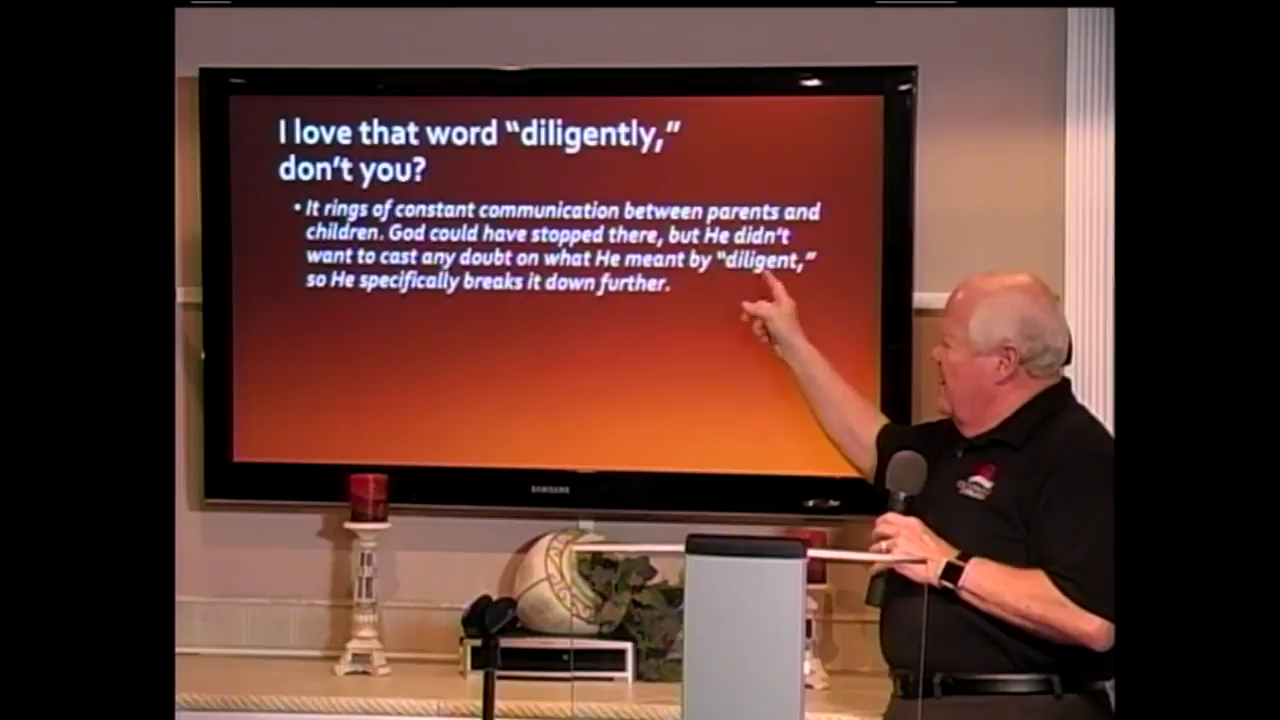 I love that word “diligently,”
don’t you?
• It rings of constant communication between parents and
children. God could have stopped there, but He didn’t
want to cast any doubt on what He meant by “diligent,”
so He specifically breaks it down further.
SAMSUNG